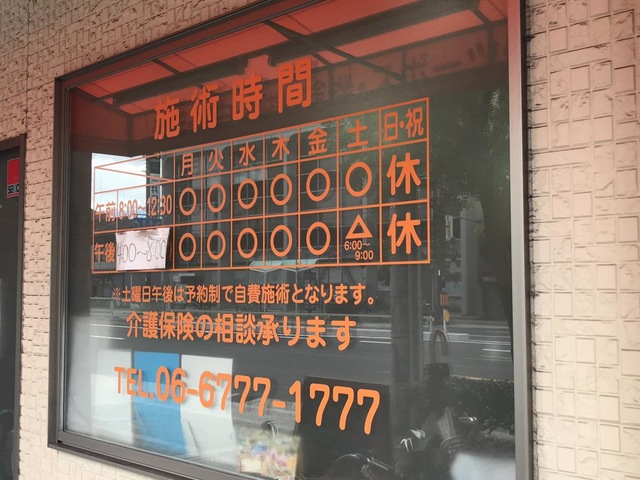 施術時間
月 火 水 木 金 土 日・祝
午前 8:00〜12:30 ○ ○ ○ ○ ○ ○ 休
午後 ○ ○ ○ ○ △ 休
6:00〜
9:00
※土曜日午後は予約制で自費施術となります。
介護保険の相談承ります
TEL.06-6777-1777